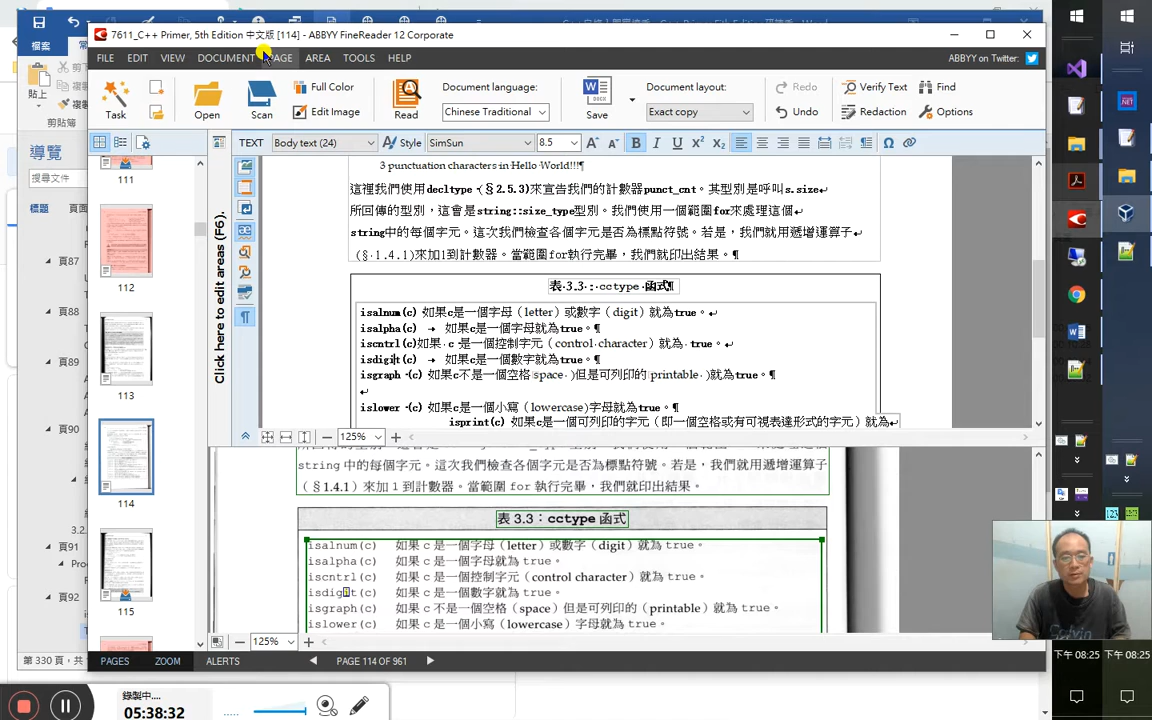 7611_C++ Primer, 5th Edition 中文版 [114] - ABBYY FineReader 12 Corporate
檔案
FILE EDIT VIEW DOCUMENT PAGE AREA TOOLS HELP
ABBYY on Twitter:
貼上
剪貼簿
Task
Open
Scan
Full Color
Edit Image
Read
Document language:
Chinese Traditional
Save
Document layout:
Exact copy
Redo
Undo
Verify Text
Find
Redaction
Options
導覽
搜尋文件
標題
頁87
頁89
頁90
3.2.
頁91
頁92
第 330 頁，共
TEXT Body text (24) Style SimSun 8.5
111
112
113
114
115
Click here to edit areas (F6).
3 punctuation characters in Hello World!!!¶
這裡我們使用decltype (§2.5.3)來宣告我們的計數器punct_cnt。其型別是呼叫s.size
所回傳的型別，這會是string::size_type型別。我們使用一個範圍for來處理這個
string中的每個字元。這次我們檢查各個字元是否為標點符號。若是，我們就用遞增運算子
(§·1.4.1)來加1到計數器。當範圍for執行完畢，我們就印出結果。¶
表·3.3·:·cctype·函式¶
isalnum(c) 如果c是一個字母（letter）或數字（digit）就為true。
isalpha(c) → 如果c是一個字母就為true。¶
iscntrl(c)如果·c·是一個控制字元（control·character）就為·true。
isdigit(c) → 如果c是一個數字就為true。¶
isgraph·(c) 如果c不是一個空格(space·)但是可列印的(printable·)就為true。¶
islower·(c) 如果c是一個小寫（lowercase)字母就為true。¶
isprint(c) 如果c是一個可列印的字元（即一個空格或有可視表達形式的字元）就為
125%
string 中的每個字元。這次我們檢查各個字元是否為標點符號。若是，我們就用遞增運算子
（§1.4.1）來加 1 到計數器。當範圍 for 執行完畢，我們就印出結果。
表 3.3：cctype 函式
isalnum(c) 如果 c 是一個字母（letter）或數字（digit）就為 true。
isalpha(c) 如果 c 是一個字母就為 true。
iscntrl(c) 如果 c 是一個控制字元（control character）就為 true。
isdigit(c) 如果 c 是一個數字就為 true。
isgraph(c) 如果 c 不是一個空格（space）但是可列印的（printable）就為 true。
islower(c) 如果 c 是一個小寫（lowercase）字母就為 true。
125%
PAGES ZOOM ALERTS PAGE 114 OF 961
錄製中....
05:38:32
下午 08:25
下午 08:25